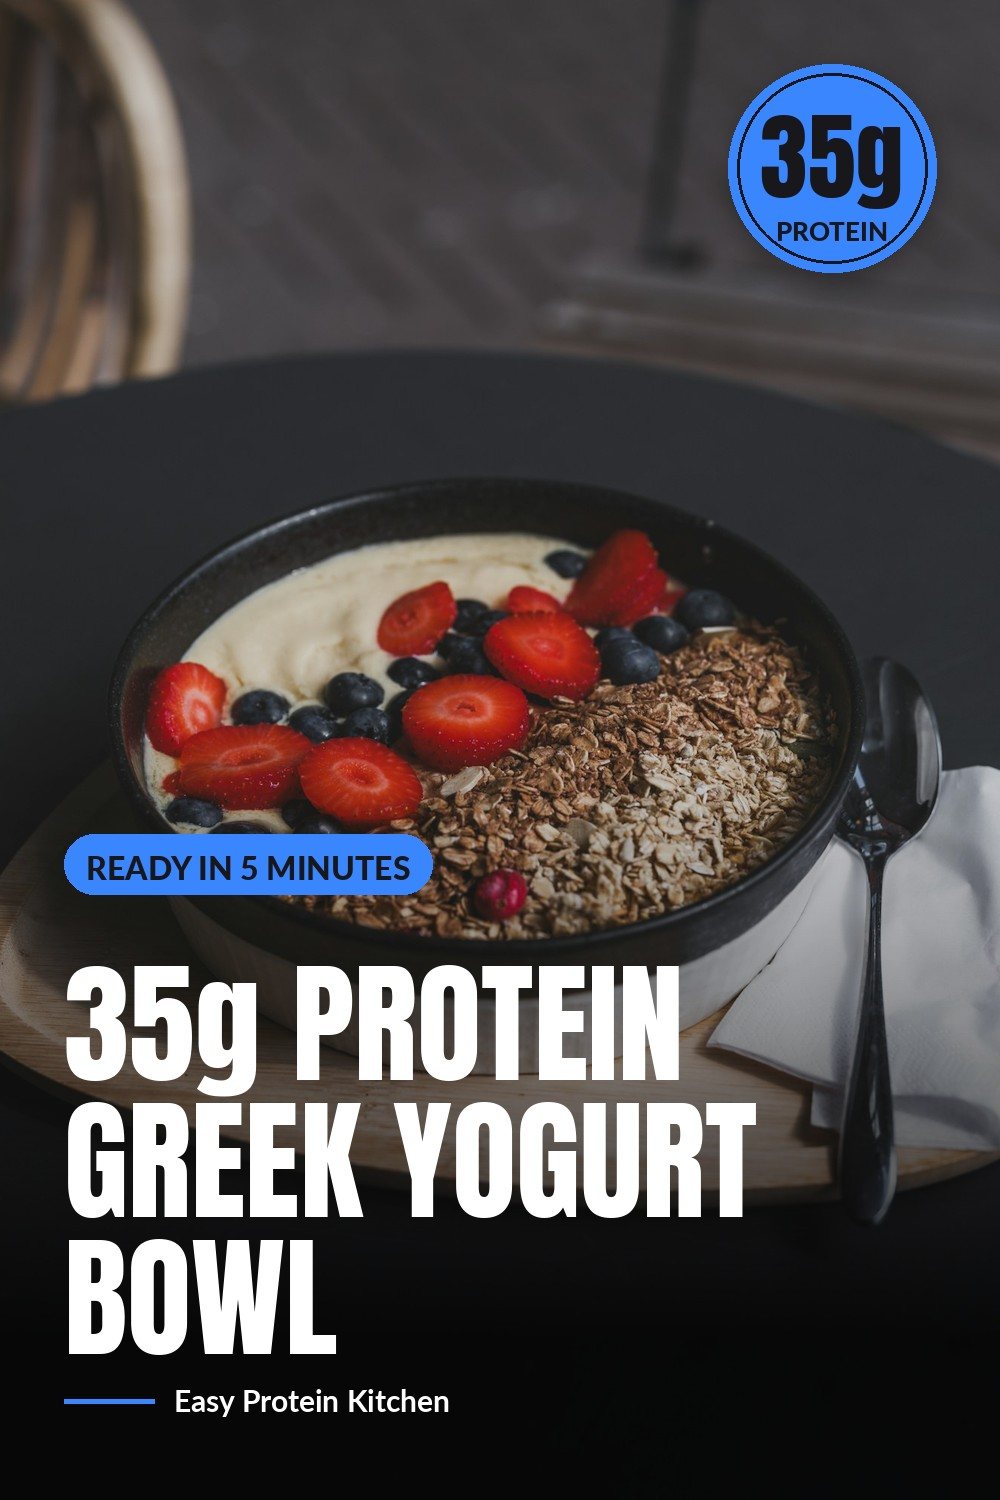 35g
PROTEIN
READY IN 5 MINUTES
35g PROTEIN
GREEK YOGURT
BOWL
Easy Protein Kitchen